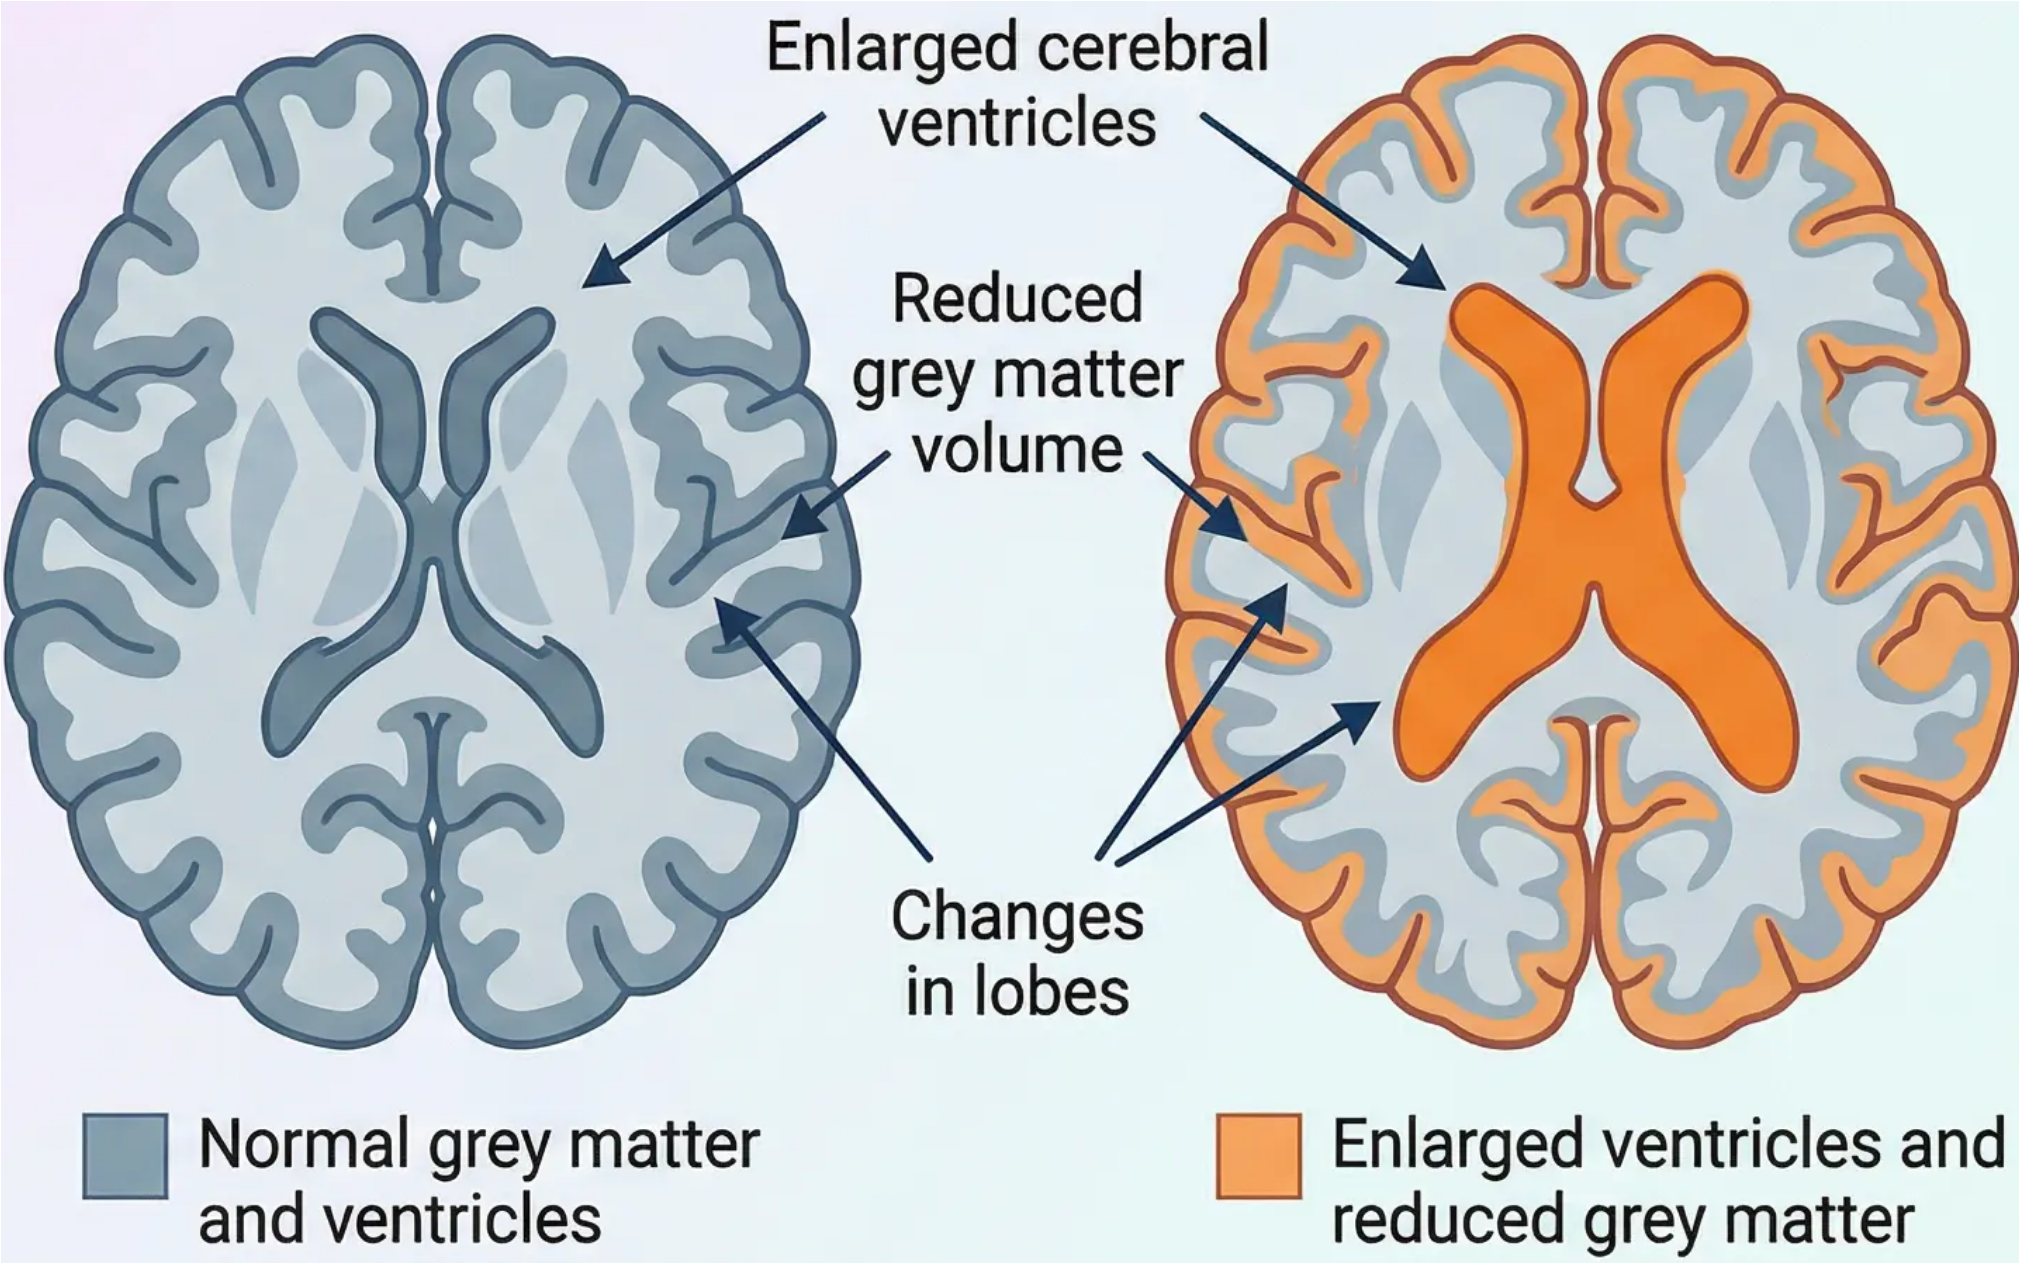 Enlarged cerebral
ventricles
Reduced
grey matter
volume
Changes
in lobes
Normal grey matter
and ventricles
Enlarged ventricles and
reduced grey matter